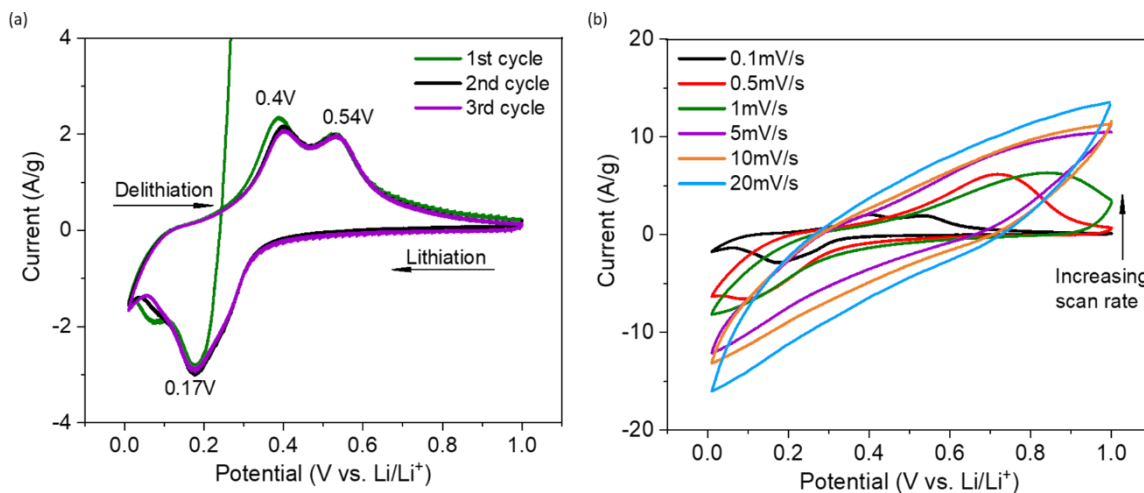 (a)
4
2
0
-2
-4
Current (A/g)
1st cycle
2nd cycle
3rd cycle
0.4V
0.54V
Delithiation
Lithiation
0.17V
0.0 0.2 0.4 0.6 0.8 1.0
Potential (V vs. Li/Li⁺)
(b)
20
10
0
-10
-20
Current (A/g)
0.1mV/s
0.5mV/s
1mV/s
5mV/s
10mV/s
20mV/s
Increasing
scan rate
0.0 0.2 0.4 0.6 0.8 1.0
Potential (V vs. Li/Li⁺)